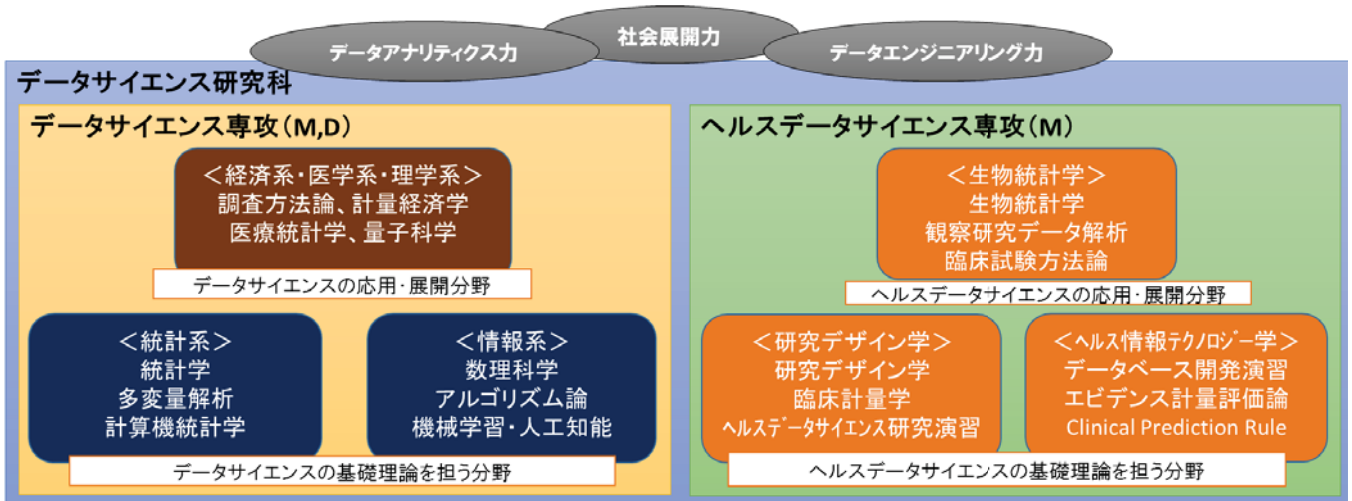 データアナリティクス力
社会展開力
データエンジニアリング力
データサイエンス研究科
データサイエンス専攻(M,D)
<経済系・医学系・理学系>
調査方法論、計量経済学
医療統計学、量子科学
データサイエンスの応用・展開分野
<統計系>
統計学
多変量解析
計算機統計学
<情報系>
数理科学
アルゴリズム論
機械学習・人工知能
データサイエンスの基礎理論を担う分野
ヘルスデータサイエンス専攻(M)
<生物統計学>
生物統計学
観察研究データ解析
臨床試験方法論
ヘルスデータサイエンスの応用・展開分野
<研究デザイン学>
研究デザイン学
臨床計量学
ヘルスデータサイエンス研究演習
<ヘルス情報テクノロジー学>
データベース開発演習
エビデンス計量評価論
Clinical Prediction Rule
ヘルスデータサイエンスの基礎理論を担う分野